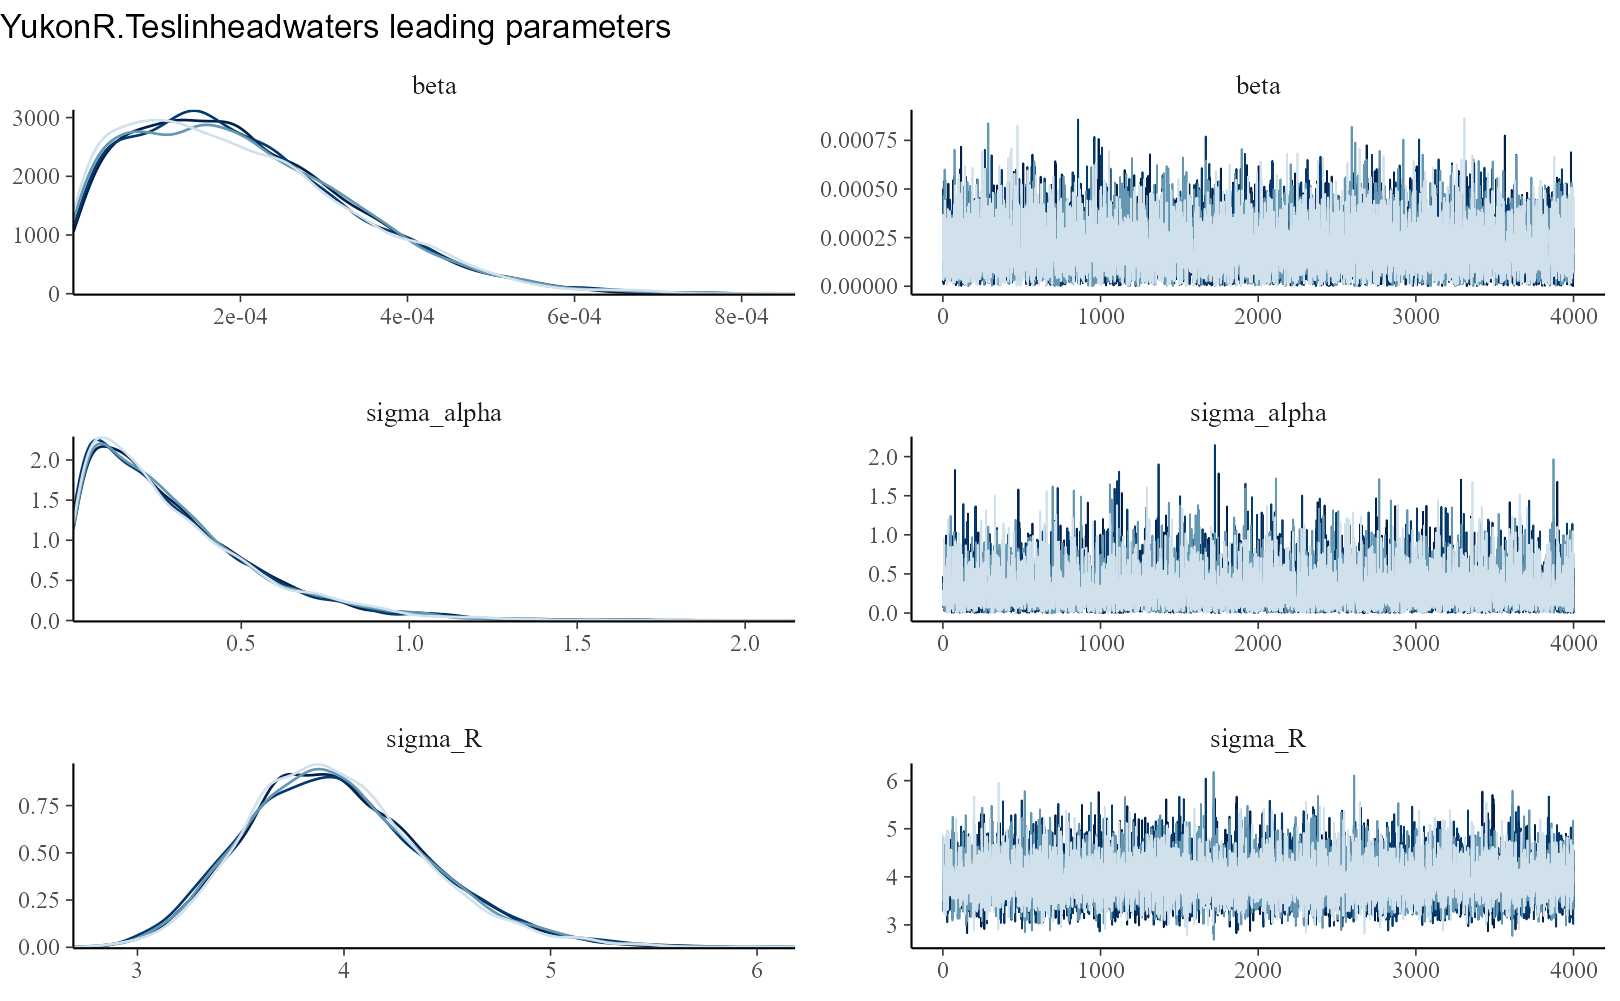 YukonR.Teslinheadwaters leading parameters
beta
3000
2000
1000
0
2e-04 4e-04 6e-04 8e-04
beta
0.00075
0.00050
0.00025
0.00000
0 1000 2000 3000 4000
sigma_alpha
2.0
1.5
1.0
0.5
0.0
0.5 1.0 1.5 2.0
sigma_alpha
2.0
1.5
1.0
0.5
0.0
0 1000 2000 3000 4000
sigma_R
0.75
0.50
0.25
0.00
3 4 5 6
sigma_R
6
5
4
3
0 1000 2000 3000 4000